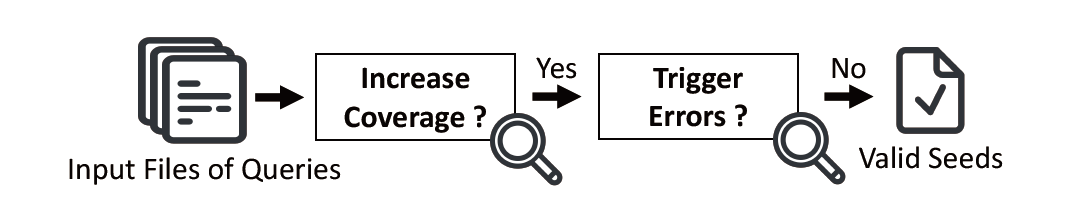 Input Files of Queries
Increase
Coverage ?
Yes
Trigger
Errors ?
No
Valid Seeds